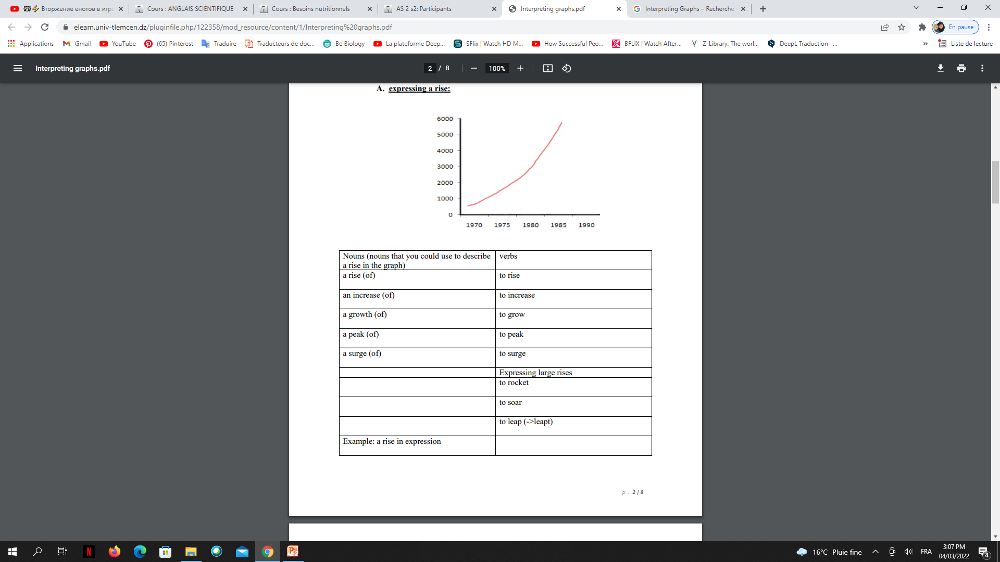 Вторжение енотов в игре
Cours : ANGLAIS SCIENTIFIQUE
Cours : Besoins nutritionnels
AS 2 s2: Participants
Interpreting graphs.pdf
Interpreting Graphs – Recherche
elearn.univ-tlemcen.dz/pluginfile.php/122358/mod_resource/content/1/Interpreting%20graphs.pdf
En pause
Applications
Gmail
YouTube
(65) Pinterest
Traduire
Traducteurs de doc...
Be Biology
La plateforme Deep...
SFlix | Watch HD M...
How Successful Peo...
BFLIX | Watch After...
Z-Library. The worl...
DeepL Traduction –...
»
Liste de lecture
Interpreting graphs.pdf
2 / 8
100%
A. expressing a rise:
6000
5000
4000
3000
2000
1000
0
1970 1975 1980 1985 1990
Nouns (nouns that you could use to describe
a rise in the graph)
verbs
a rise (of)
to rise
an increase (of)
to increase
a growth (of)
to grow
a peak (of)
to peak
a surge (of)
to surge
Expressing large rises
to rocket
to soar
to leap (->leapt)
Example: a rise in expression
p . 2 | 8
16°C Pluie fine
FRA
3:07 PM
04/03/2022
4